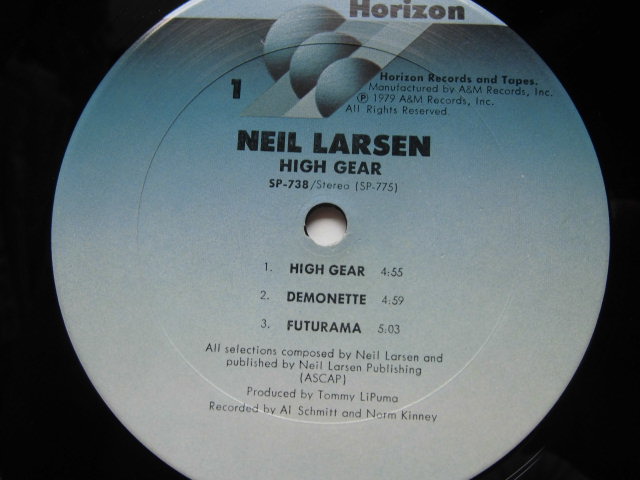 Horizon
Horizon Records and Tapes.
Manufactured by A&M Records, Inc.
℗ 1979 A&M Records, Inc.
All Rights Reserved.
1
NEIL LARSEN
HIGH GEAR
SP-738/Stereo (SP-775)
1. HIGH GEAR 4:55
2. DEMONETTE 4:59
3. FUTURAMA 5:03
All selections composed by Neil Larsen and
published by Neil Larsen Publishing
(ASCAP)
Produced by Tommy LiPuma
Recorded by Al Schmitt and Norm Kinney